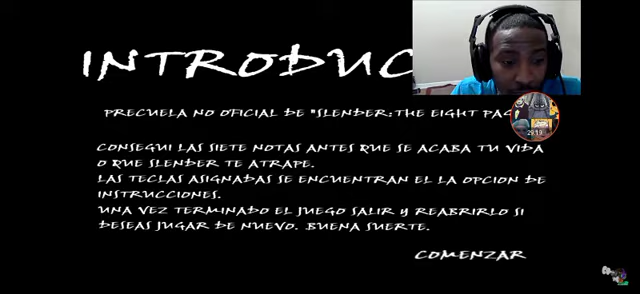 INTRODUC
PRECUELA NO OFICIAL DE "SLENDER: THE EIGHT PAG
CONSEGUI LAS SIETE NOTAS ANTES QUE SE ACABA TU VIDA
O QUE SLENDER TE ATRAPE.
LAS TECLAS ASIGNADAS SE ENCUENTRAN EL LA OPCION DE
INSTRUCCIONES.
UNA VEZ TERMINADO EL JUEGO SALIR Y REABRIRLO SI
DESEAS JUGAR DE NUEVO. BUENA SUERTE.
COMENZAR
29.19